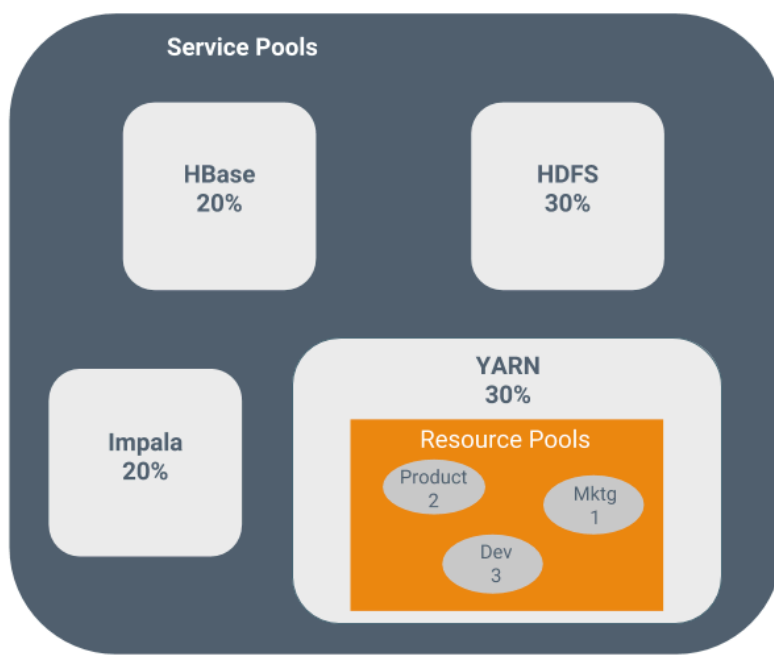 Service Pools
HBase
20%
HDFS
30%
Impala
20%
YARN
30%
Resource Pools
Product
2
Mktg
1
Dev
3